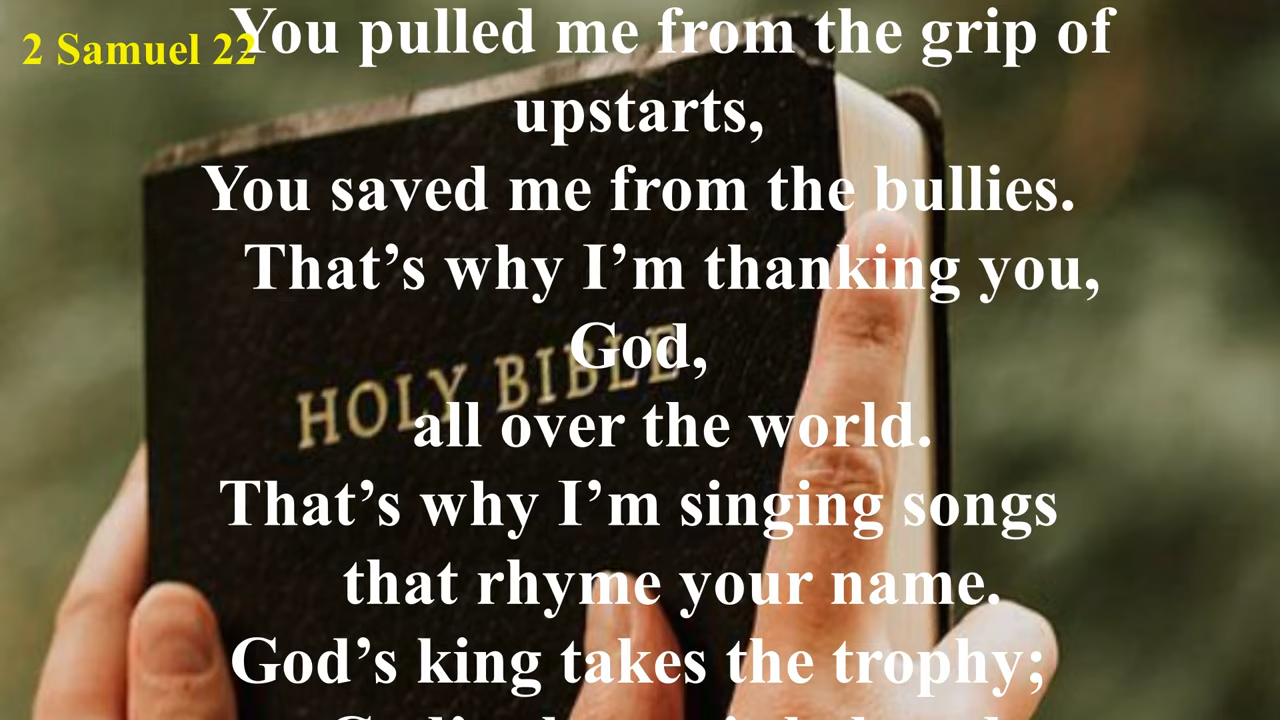 2 Samuel 22
You pulled me from the grip of
upstarts,
You saved me from the bullies.
That’s why I’m thanking you,
God,
all over the world.
That’s why I’m singing songs
that rhyme your name.
God’s king takes the trophy;
HOLY BIBLE